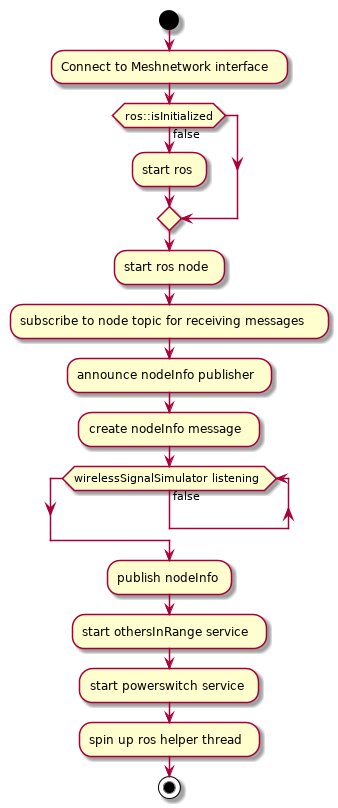 Connect to Meshnetwork interface
ros::isInitialized
false
start ros
start ros node
subscribe to node topic for receiving messages
announce nodeInfo publisher
create nodeInfo message
wirelessSignalSimulator listening
false
publish nodeInfo
start othersInRange service
start powerswitch service
spin up ros helper thread